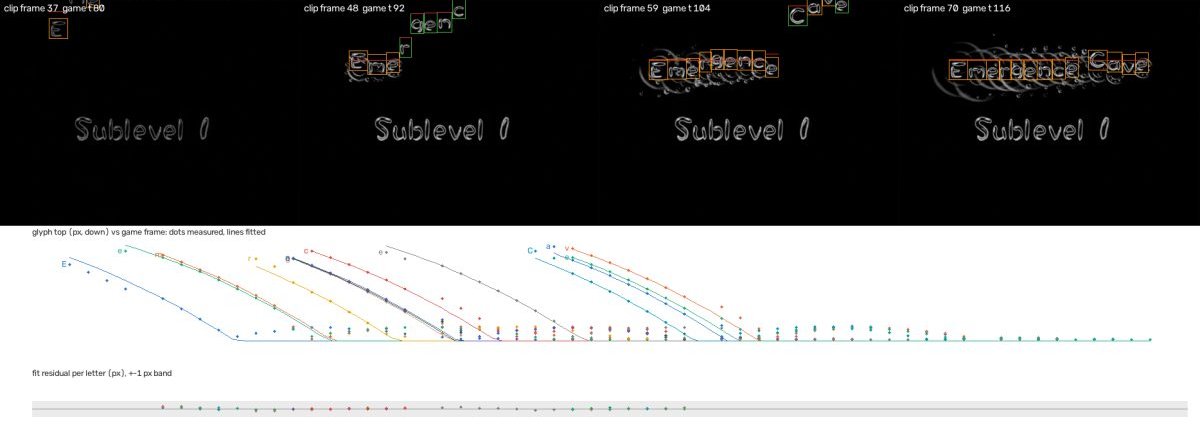 clip frame 37 game t 80
clip frame 48 game t 92
clip frame 59 game t 104
clip frame 70 game t 116
E
Eme
r
gen
c
Emergence
Ca e
Emergence Cave
Sublevel 1
Sublevel 1
Sublevel 1
Sublevel 1
glyph top (px, down) vs game frame: dots measured, lines fitted
E
e
r
c
e
C
a
v
fit residual per letter (px), +-1 px band